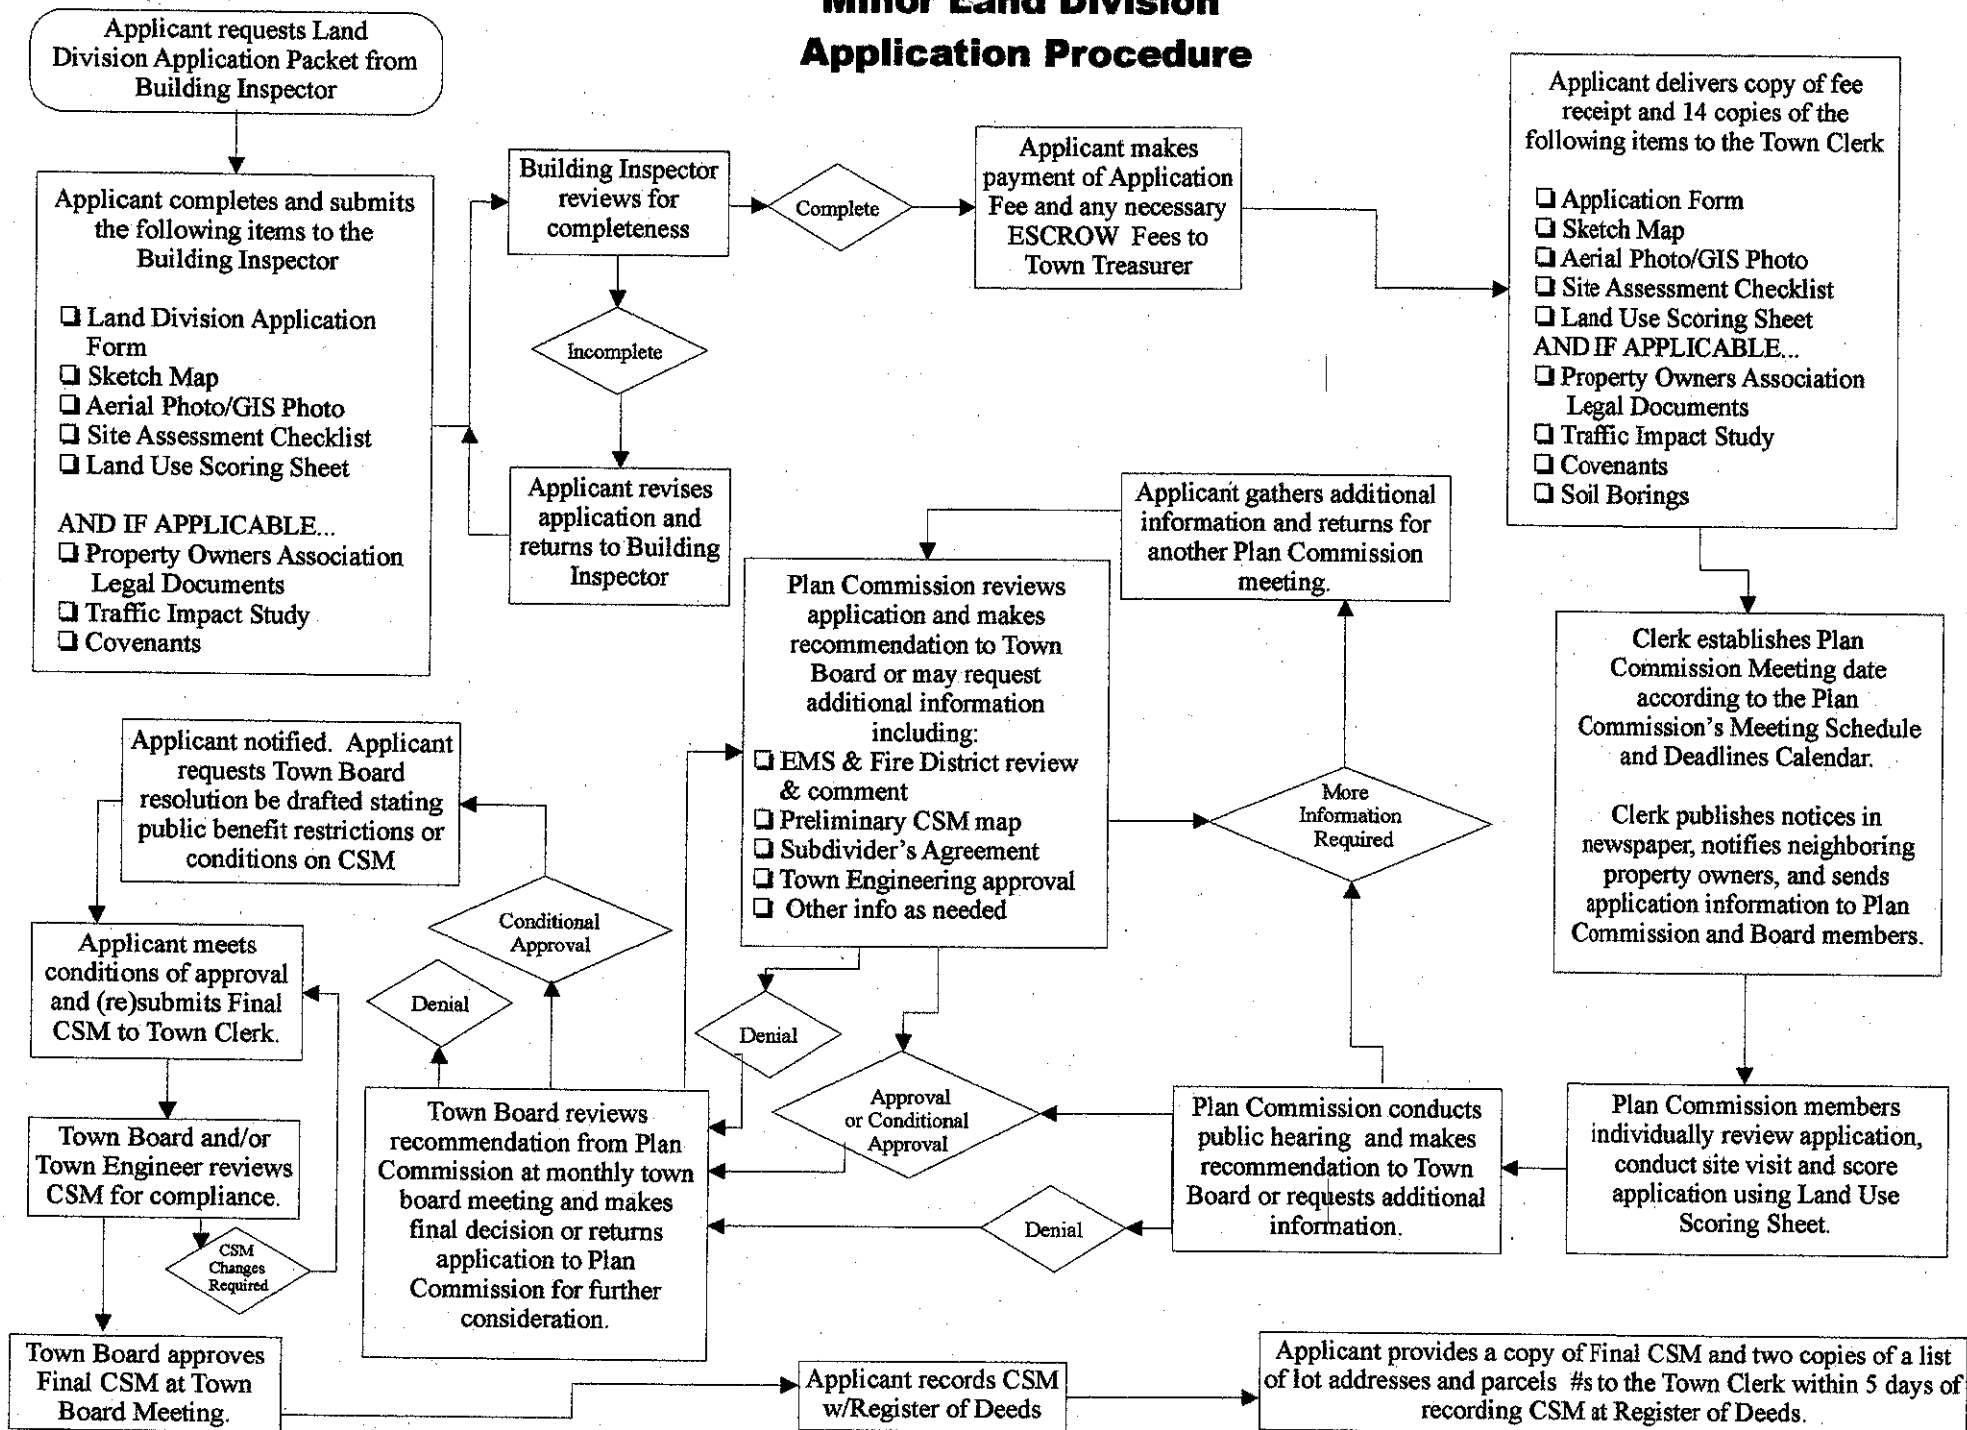 Minor Land Division
Application Procedure
Applicant requests Land
Division Application Packet from
Building Inspector
Applicant completes and submits
the following items to the
Building Inspector
❑ Land Division Application
Form
❑ Sketch Map
❑ Aerial Photo/GIS Photo
❑ Site Assessment Checklist
❑ Land Use Scoring Sheet
AND IF APPLICABLE...
❑ Property Owners Association
Legal Documents
❑ Traffic Impact Study
❑ Covenants
Building Inspector
reviews for
completeness
Complete
Incomplete
Applicant revises
application and
returns to Building
Inspector
Applicant makes
payment of Application
Fee and any necessary
ESCROW Fees to
Town Treasurer
Applicant delivers copy of fee
receipt and 14 copies of the
following items to the Town Clerk
❑ Application Form
❑ Sketch Map
❑ Aerial Photo/GIS Photo
❑ Site Assessment Checklist
❑ Land Use Scoring Sheet
AND IF APPLICABLE...
❑ Property Owners Association
Legal Documents
❑ Traffic Impact Study
❑ Covenants
❑ Soil Borings
Clerk establishes Plan
Commission Meeting date
according to the Plan
Commission's Meeting Schedule
and Deadlines Calendar.
Clerk publishes notices in
newspaper, notifies neighboring
property owners, and sends
application information to Plan
Commission and Board members.
Plan Commission members
individually review application,
conduct site visit and score
application using Land Use
Scoring Sheet.
Plan Commission conducts
public hearing and makes
recommendation to Town
Board or requests additional
information.
More
Information
Required
Applicant gathers additional
information and returns for
another Plan Commission
meeting.
Plan Commission reviews
application and makes
recommendation to Town
Board or may request
additional information
including:
❑ EMS & Fire District review
& comment
❑ Preliminary CSM map
❑ Subdivider's Agreement
❑ Town Engineering approval
❑ Other info as needed
Denial
Approval
or Conditional
Approval
Denial
Town Board reviews
recommendation from Plan
Commission at monthly town
board meeting and makes
final decision or returns
application to Plan
Commission for further
consideration.
Denial
Conditional
Approval
Applicant notified. Applicant
requests Town Board
resolution be drafted stating
public benefit restrictions or
conditions on CSM
Applicant meets
conditions of approval
and (re)submits Final
CSM to Town Clerk.
Town Board and/or
Town Engineer reviews
CSM for compliance.
CSM
Changes
Required
Town Board approves
Final CSM at Town
Board Meeting.
Applicant records CSM
w/Register of Deeds
Applicant provides a copy of Final CSM and two copies of a list
of lot addresses and parcels #s to the Town Clerk within 5 days of
recording CSM at Register of Deeds.